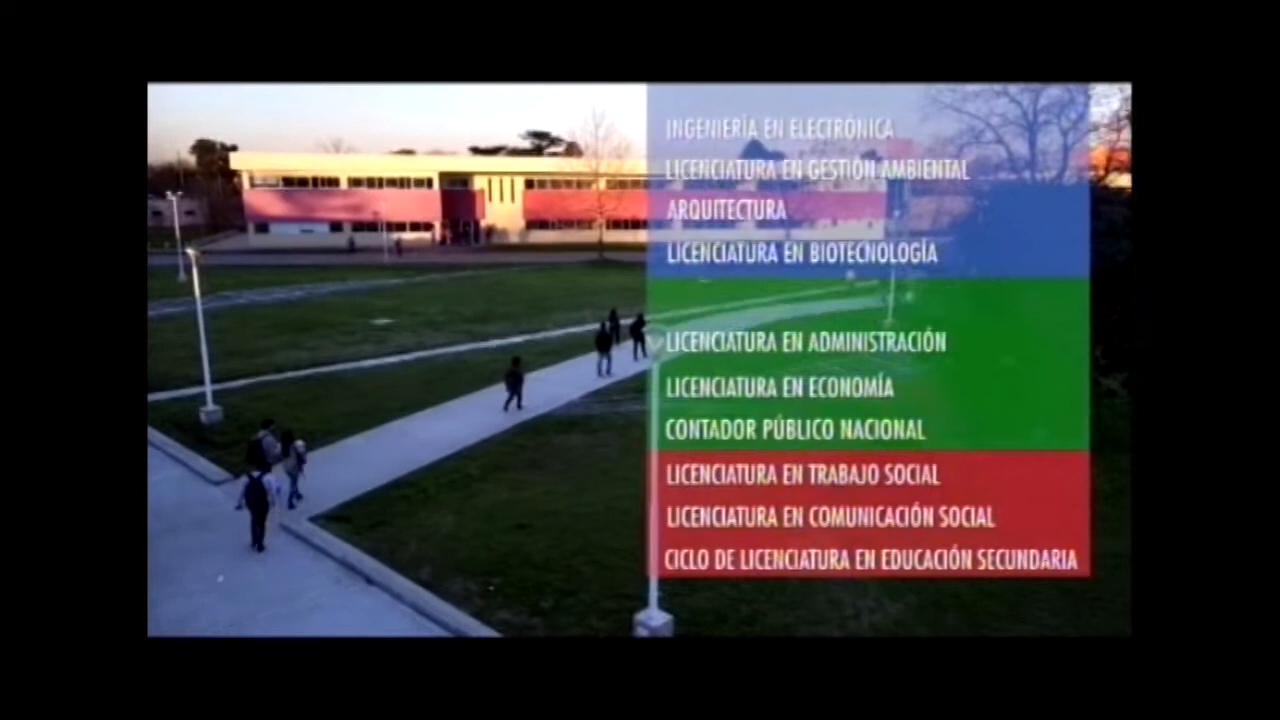 INGENIERÍA EN ELECTRÓNICA
LICENCIATURA EN GESTIÓN AMBIENTAL
ARQUITECTURA
LICENCIATURA EN BIOTECNOLOGÍA
LICENCIATURA EN ADMINISTRACIÓN
LICENCIATURA EN ECONOMÍA
CONTADOR PÚBLICO NACIONAL
LICENCIATURA EN TRABAJO SOCIAL
LICENCIATURA EN COMUNICACIÓN SOCIAL
CICLO DE LICENCIATURA EN EDUCACIÓN SECUNDARIA